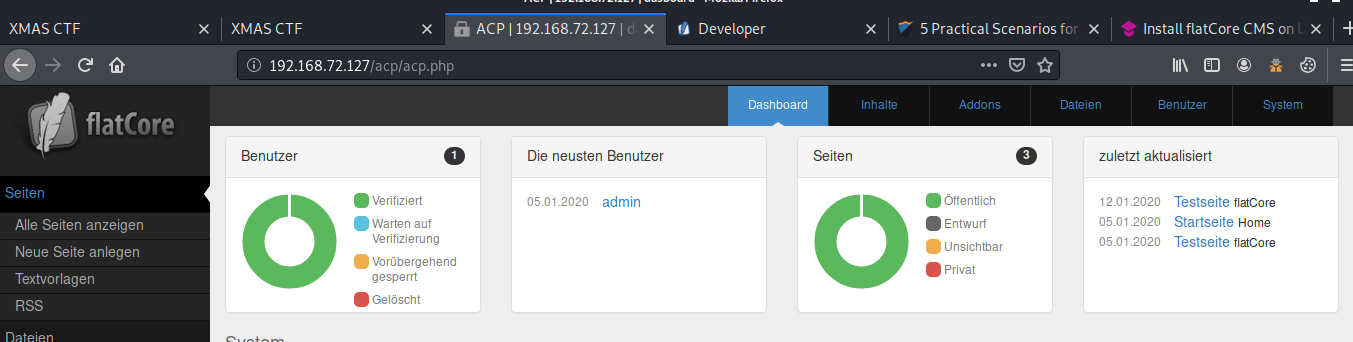 ACP | 192.168.72.127 | dasboard - Mozilla Firefox
XMAS CTF
XMAS CTF
ACP | 192.168.72.127 | da
Developer
5 Practical Scenarios for
Install flatCore CMS on U
192.168.72.127/acp/acp.php
flatCore
Dashboard
Inhalte
Addons
Dateien
Benutzer
System
Seiten
Alle Seiten anzeigen
Neue Seite anlegen
Textvorlagen
RSS
Dateien
Benutzer 1
Verifiziert
Warten auf
Verifizierung
Vorübergehend
gesperrt
Gelöscht
Die neusten Benutzer
05.01.2020 admin
Seiten 3
Öffentlich
Entwurf
Unsichtbar
Privat
zuletzt aktualisiert
12.01.2020 Testseite flatCore
05.01.2020 Startseite Home
05.01.2020 Testseite flatCore
System